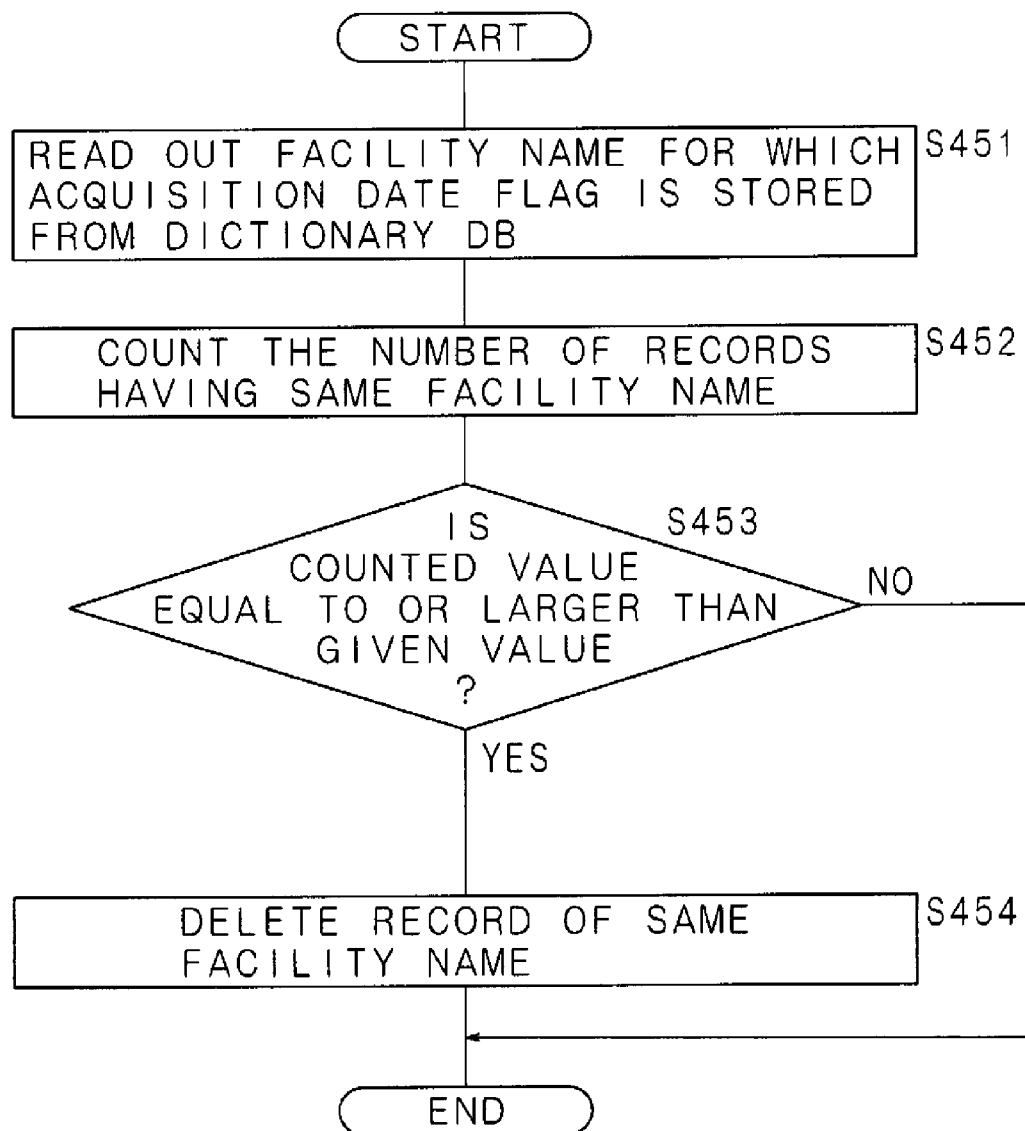 START
READ OUT FACILITY NAME FOR WHICH
ACQUISITION DATE FLAG IS STORED
FROM DICTIONARY DB
S451
COUNT THE NUMBER OF RECORDS
HAVING SAME FACILITY NAME
S452
IS
COUNTED VALUE
EQUAL TO OR LARGER THAN
GIVEN VALUE
?
S453
NO
YES
DELETE RECORD OF SAME
FACILITY NAME
S454
END